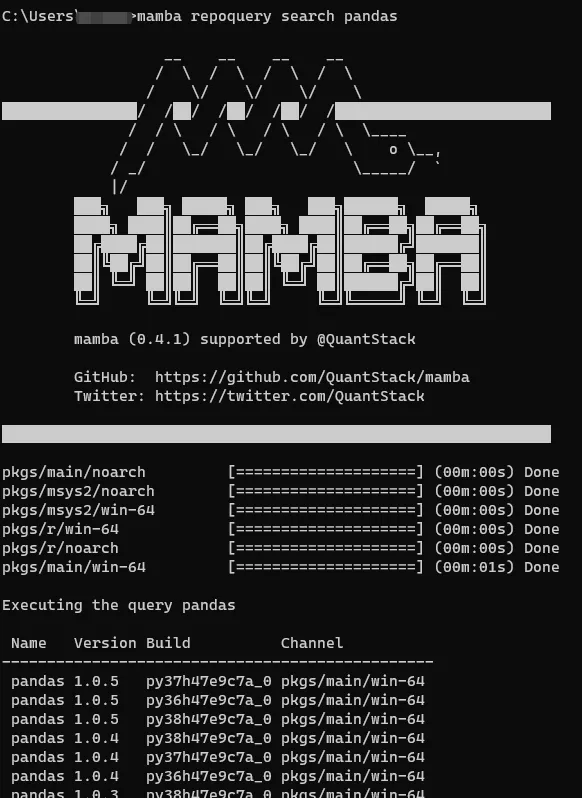 C:\Users\ >mamba repoquery search pandas
MAMBA
mamba (0.4.1) supported by @QuantStack
GitHub:  https://github.com/QuantStack/mamba
Twitter: https://twitter.com/QuantStack
pkgs/main/noarch         [====================] (00m:00s) Done
pkgs/msys2/noarch        [====================] (00m:00s) Done
pkgs/msys2/win-64        [====================] (00m:00s) Done
pkgs/r/win-64            [====================] (00m:00s) Done
pkgs/r/noarch            [====================] (00m:00s) Done
pkgs/main/win-64         [====================] (00m:01s) Done
Executing the query pandas
Name   Version Build          Channel
pandas 1.0.5   py37h47e9c7a_0 pkgs/main/win-64
pandas 1.0.5   py36h47e9c7a_0 pkgs/main/win-64
pandas 1.0.5   py38h47e9c7a_0 pkgs/main/win-64
pandas 1.0.4   py38h47e9c7a_0 pkgs/main/win-64
pandas 1.0.4   py37h47e9c7a_0 pkgs/main/win-64
pandas 1.0.4   py36h47e9c7a_0 pkgs/main/win-64
pandas 1.0.3   py38h47e9c7a_0 pkgs/main/win-64